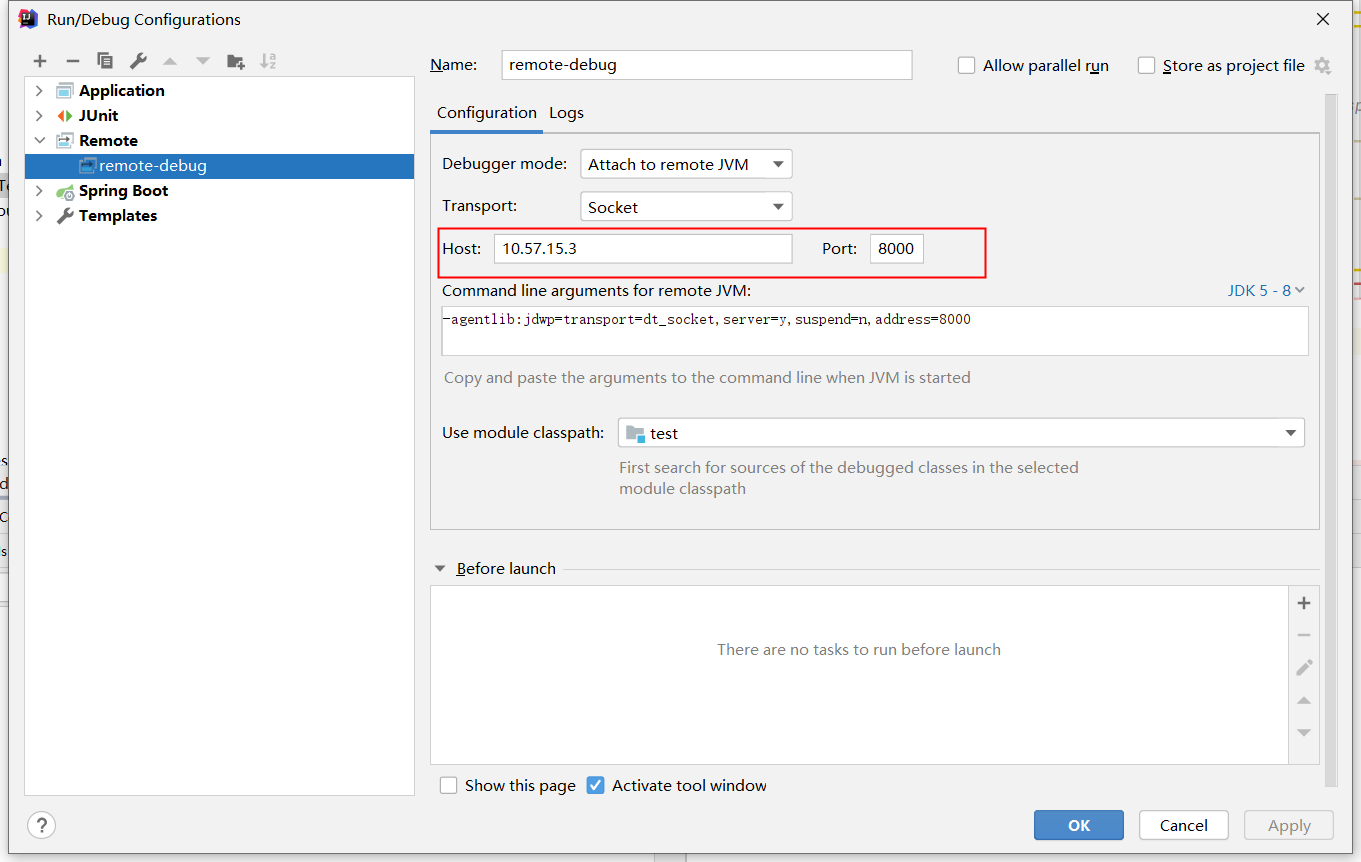 Run/Debug Configurations
Name: remote-debug
Allow parallel run
Store as project file
Application
JUnit
Remote
remote-debug
Spring Boot
Templates
Configuration Logs
Debugger mode: Attach to remote JVM
Transport: Socket
Host: 10.57.15.3 Port: 8000
Command line arguments for remote JVM: JDK 5 - 8
-agentlib:jdwp=transport=dt_socket,server=y,suspend=n,address=8000
Copy and paste the arguments to the command line when JVM is started
Use module classpath: test
First search for sources of the debugged classes in the selected
module classpath
Before launch
There are no tasks to run before launch
Show this page Activate tool window
? OK Cancel Apply